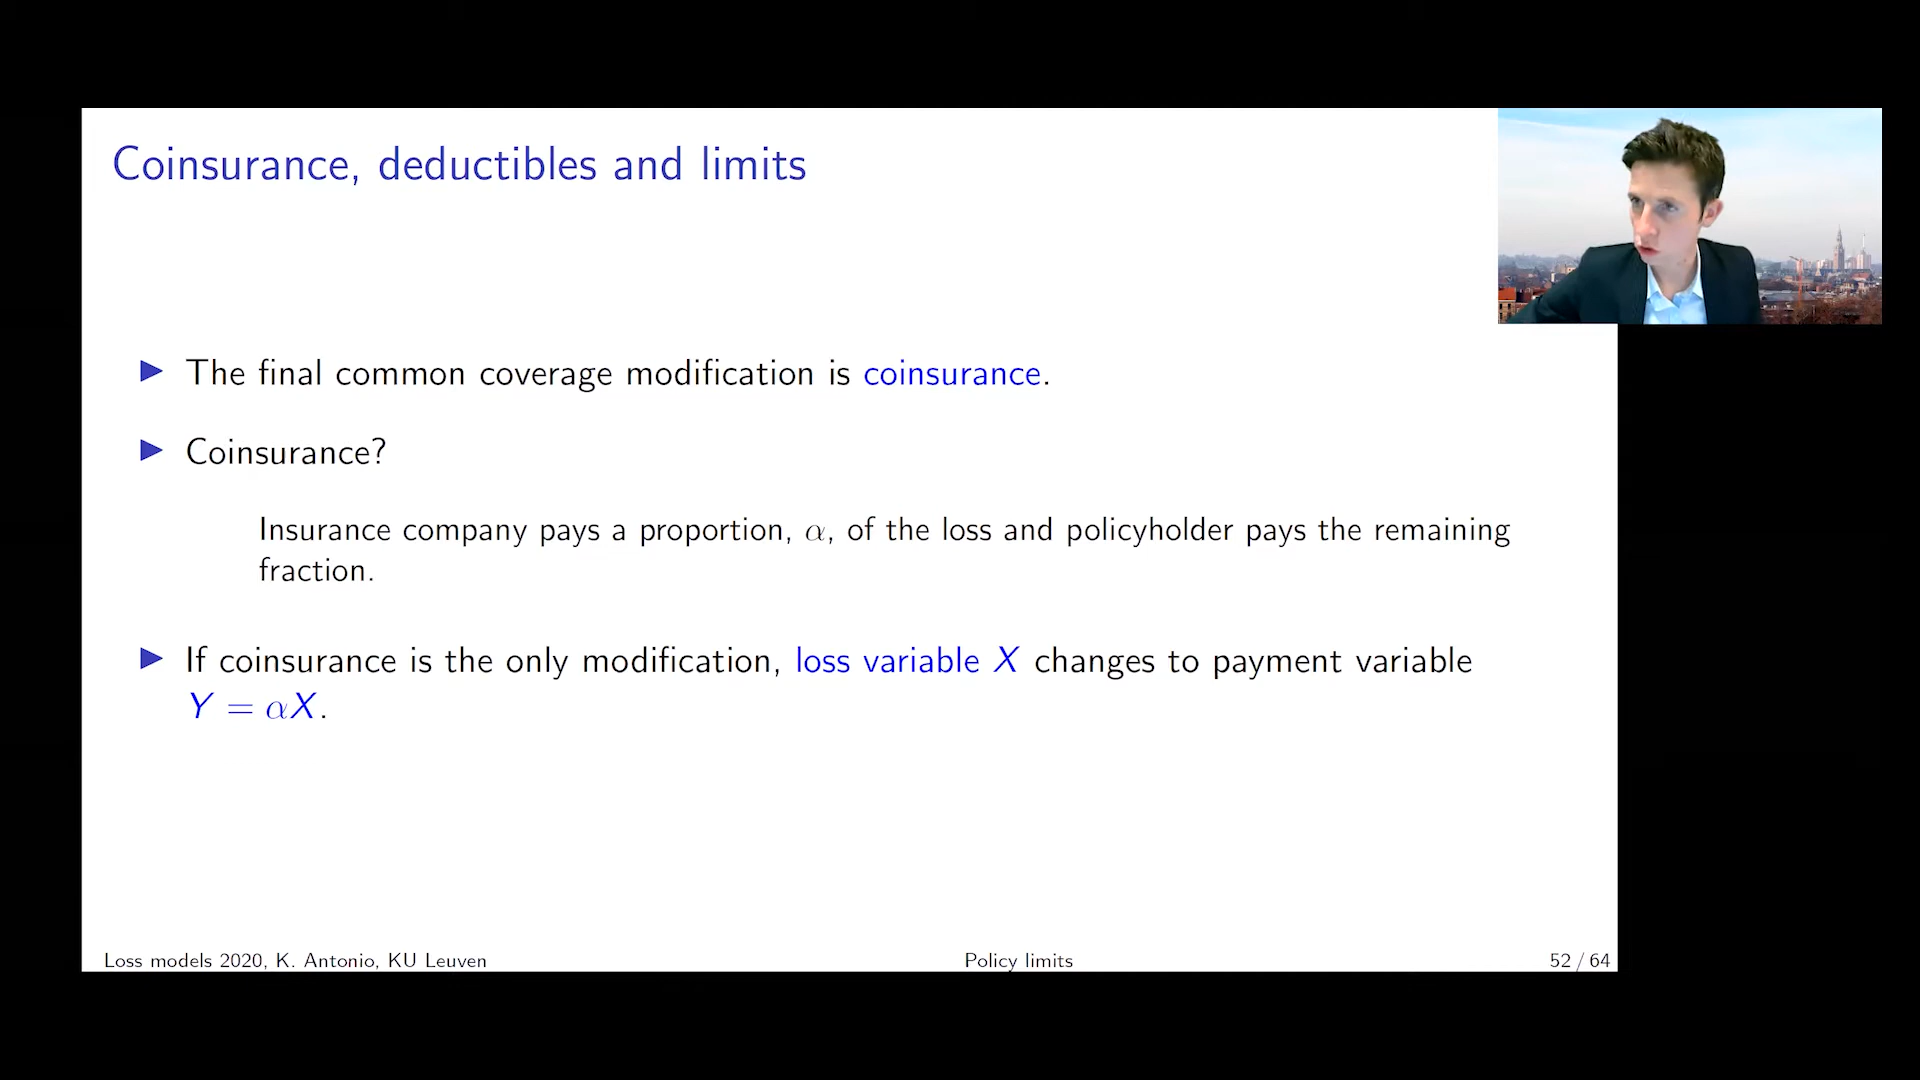 Coinsurance, deductibles and limits
▶ The final common coverage modification is coinsurance.
▶ Coinsurance?
Insurance company pays a proportion, α, of the loss and policyholder pays the remaining
fraction.
▶ If coinsurance is the only modification, loss variable X changes to payment variable
Y = αX.
Loss models 2020, K. Antonio, KU Leuven Policy limits 52 / 64